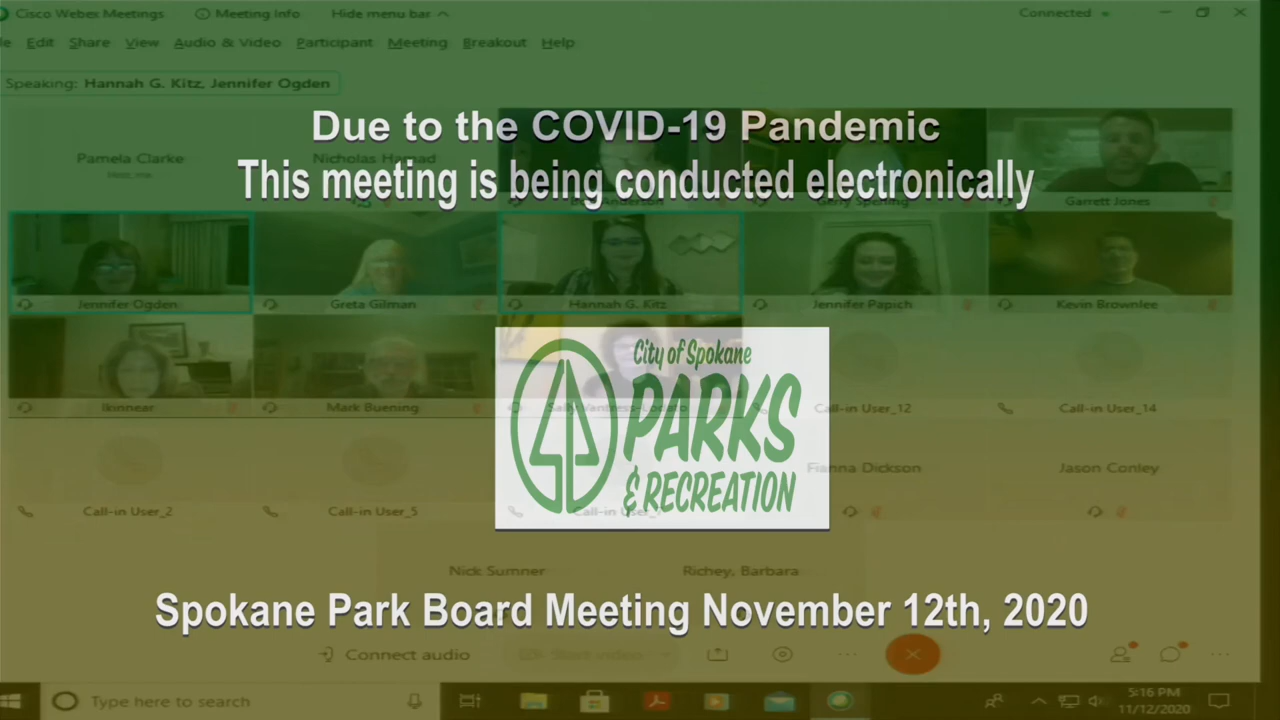 Cisco Webex Meetings Meeting Info Hide menu bar Connected
Edit Share View Audio & Video Participant Meeting Breakout Help
Speaking: Hannah G. Kitz, Jennifer Ogden
Due to the COVID-19 Pandemic
Pamela Clarke
This meeting is being conducted electronically
Garrett Jones
Jennifer Ogden Greta Gilman Hannah G. Kitz Jennifer Papich Kevin Brownlee
City of Spokane
PARKS
& RECREATION
lkinnear Mark Buening Call-in User_12 Call-in User_14
Dickson Jason Conley
Call-in User_2 Call-in User_5
Nick Sumner Richey, Barbara
Spokane Park Board Meeting November 12th, 2020
Connect audio Start video
Type here to search
5:16 PM
11/12/2020